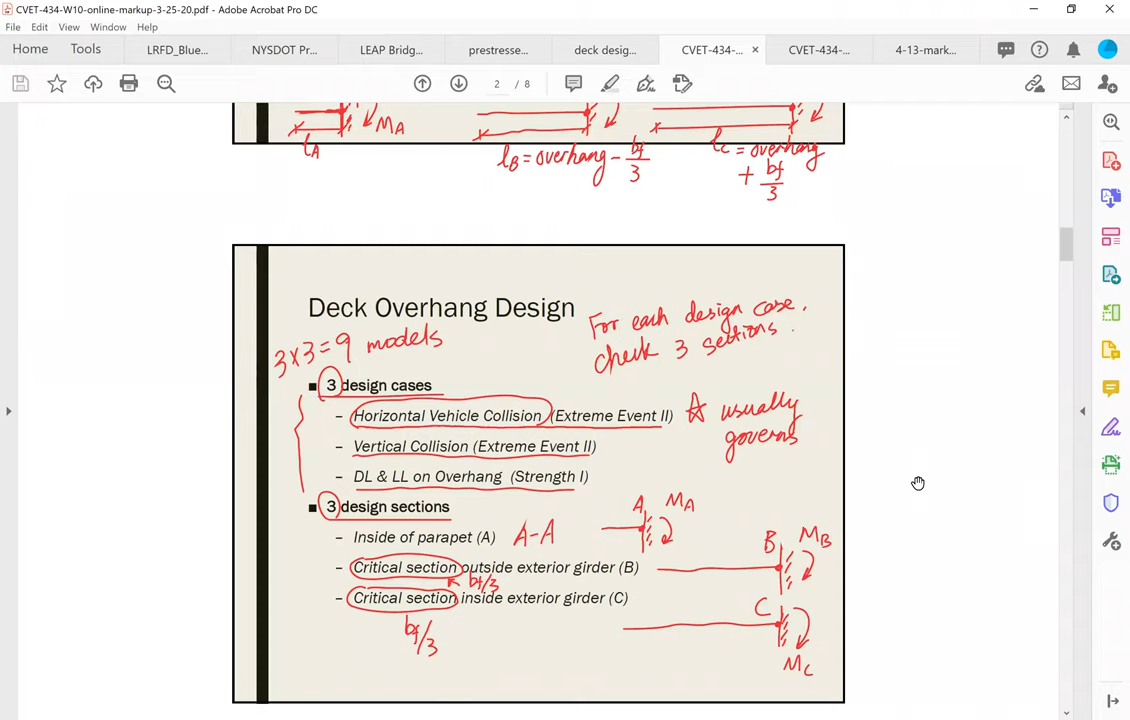 CVET-434-W10-online-markup-3-25-20.pdf - Adobe Acrobat Pro DC
File Edit View Window Help
Home Tools LRFD_Blue... NYSDOT Pr... LEAP Bridg... prestresse... deck desig... CVET-434-... × CVET-434-... 4-13-mark...
2 / 8
MA
lA
lB = overhang - bf/3
lC = overhang + bf/3
Deck Overhang Design
For each design case,
check 3 sections.
3x3=9 models
3 design cases
– Horizontal Vehicle Collision (Extreme Event II) ☆ usually
governs
– Vertical Collision (Extreme Event II)
– DL & LL on Overhang (Strength I)
3 design sections
A MA
– Inside of parapet (A) A-A
B MB
– Critical section outside exterior girder (B)
bf/3
– Critical section inside exterior girder (C)
C
bf/3
MC